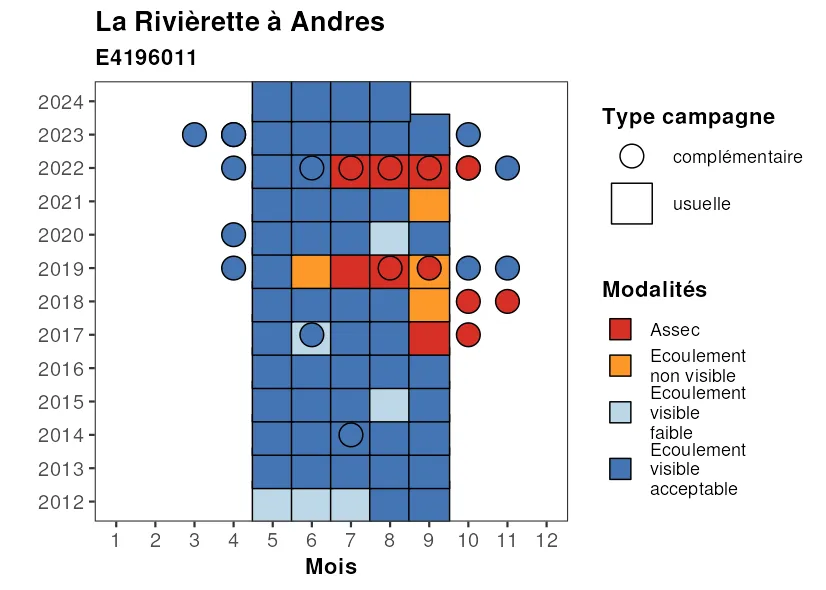 La Rivièrette à Andres
E4196011
2024
2023
2022
2021
2020
2019
2018
2017
2016
2015
2014
2013
2012
1 2 3 4 5 6 7 8 9 10 11 12
Mois
Type campagne
complémentaire
usuelle
Modalités
Assec
Ecoulement
non visible
Ecoulement
visible
faible
Ecoulement
visible
acceptable